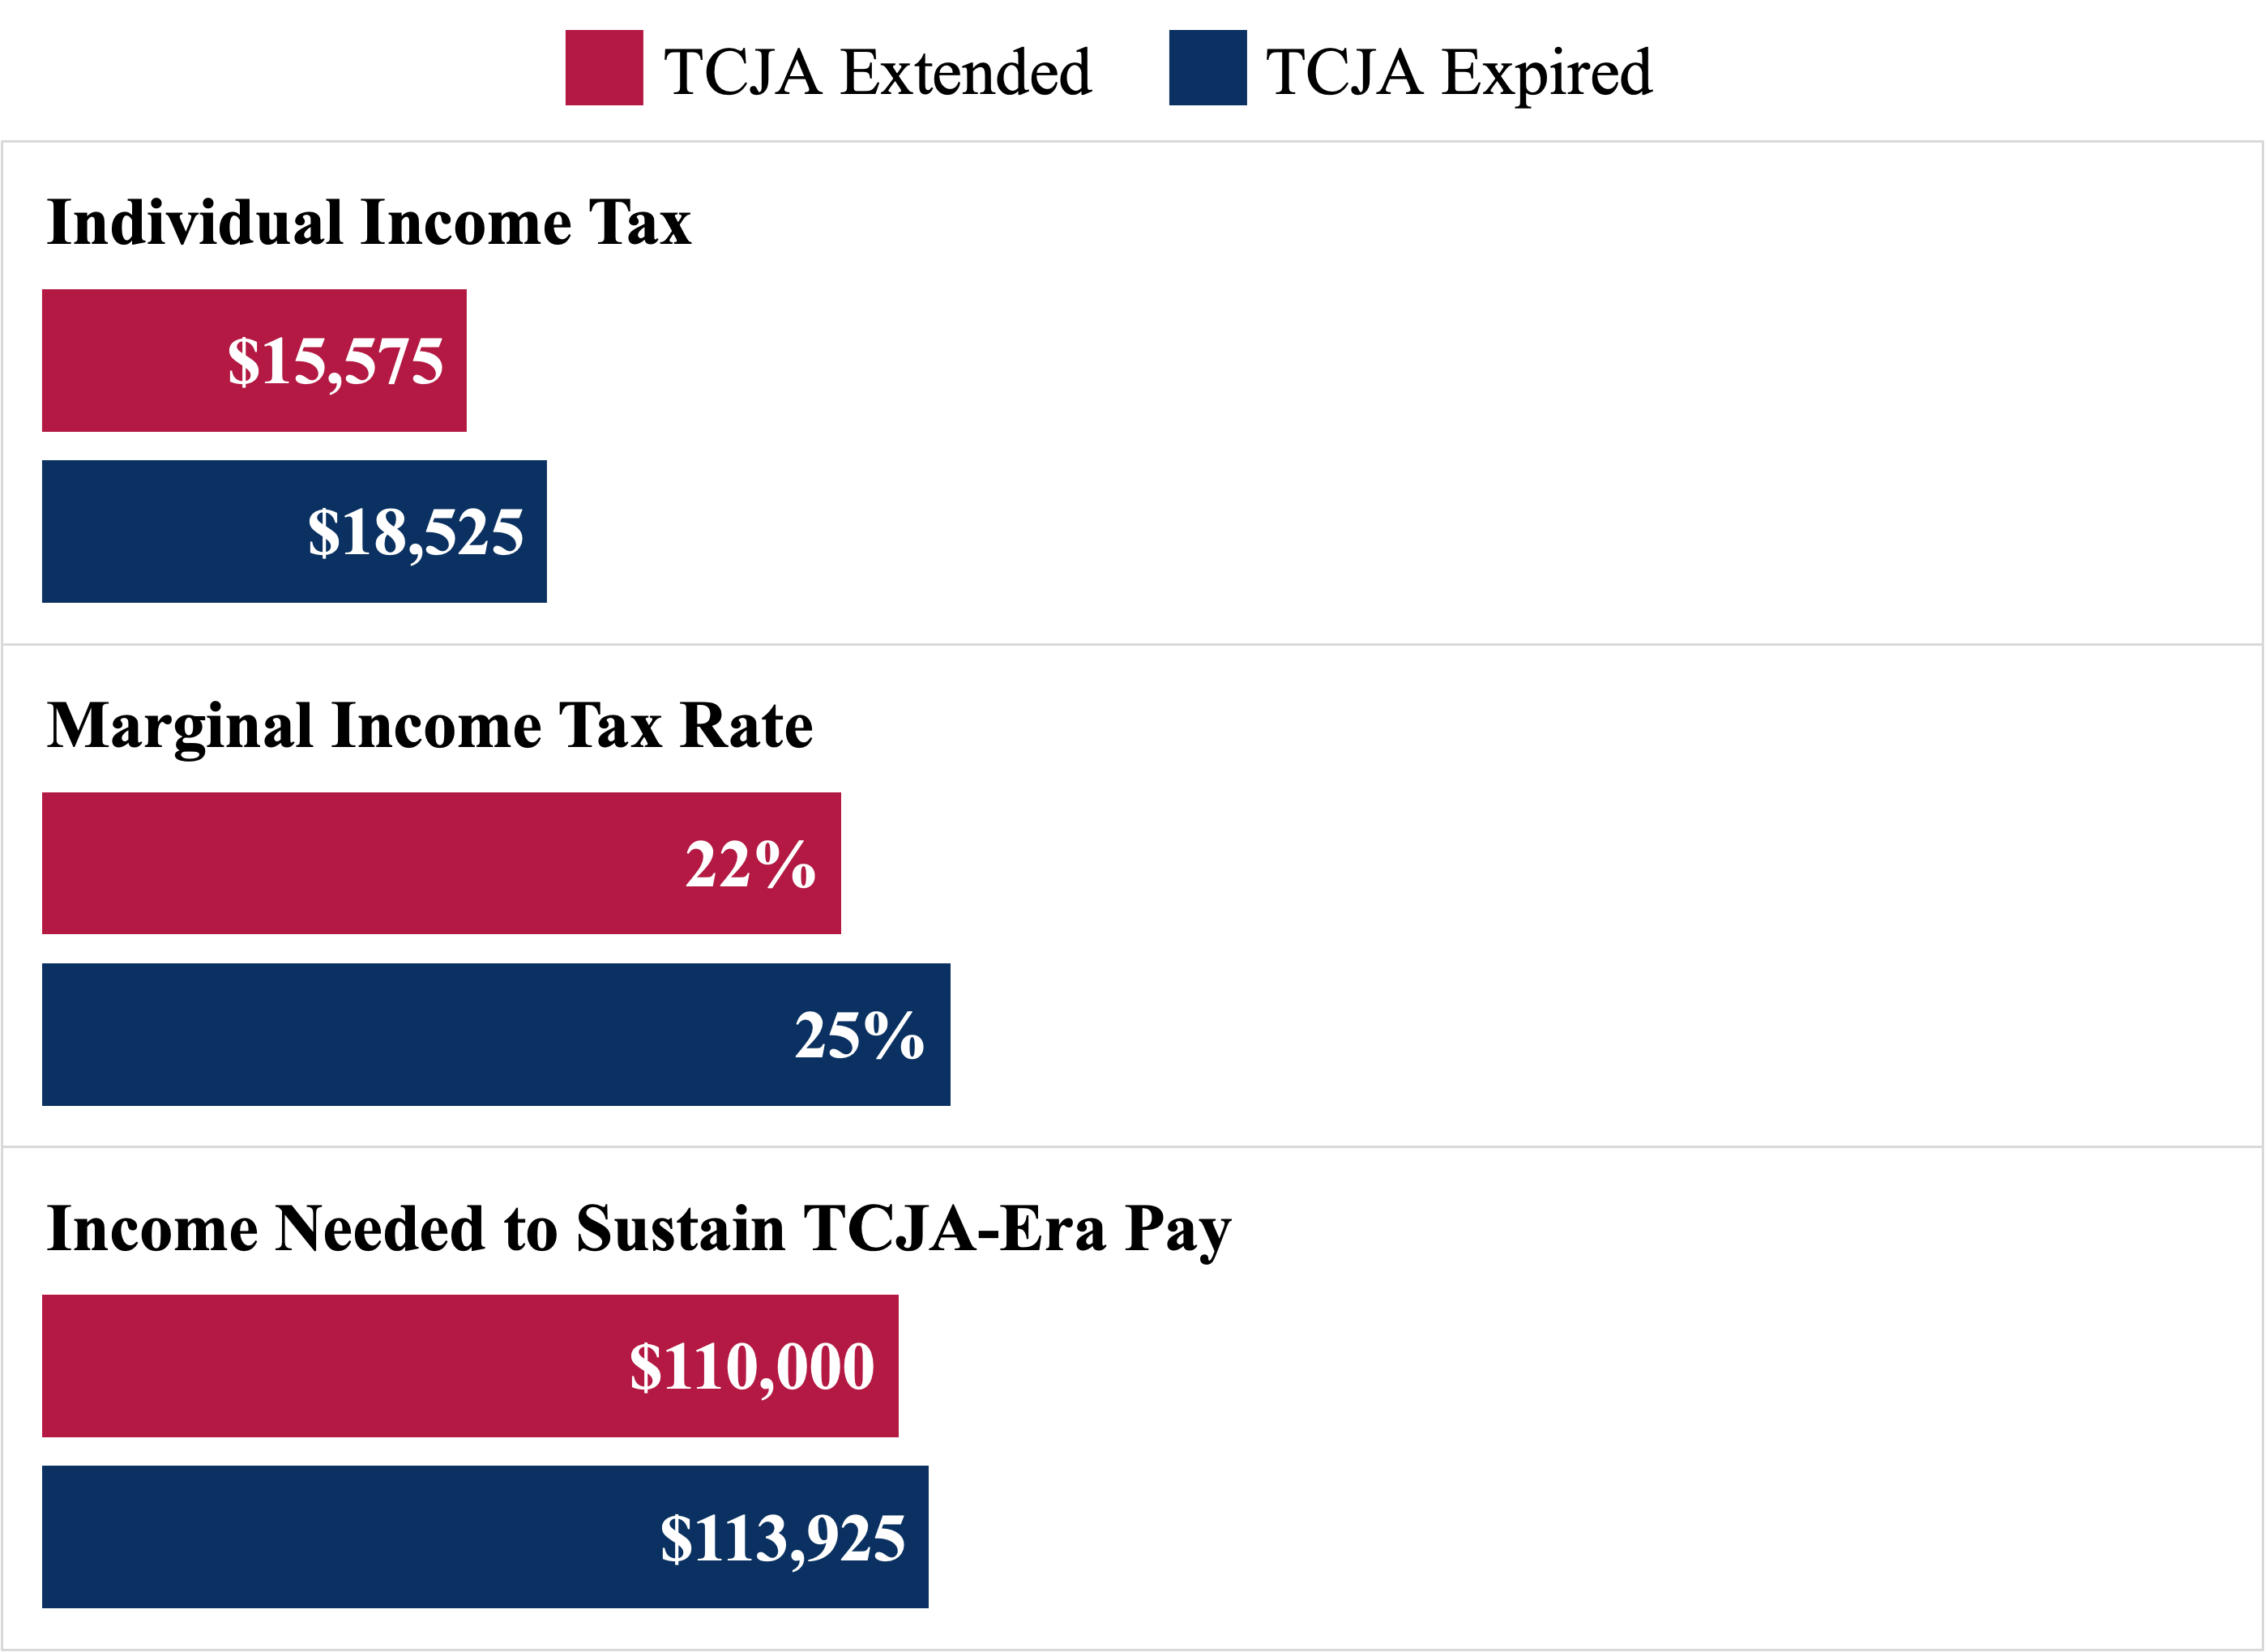 TCJA Extended TCJA Expired
Individual Income Tax
$15,575
$18,525
Marginal Income Tax Rate
22%
25%
Income Needed to Sustain TCJA-Era Pay
$110,000
$113,925